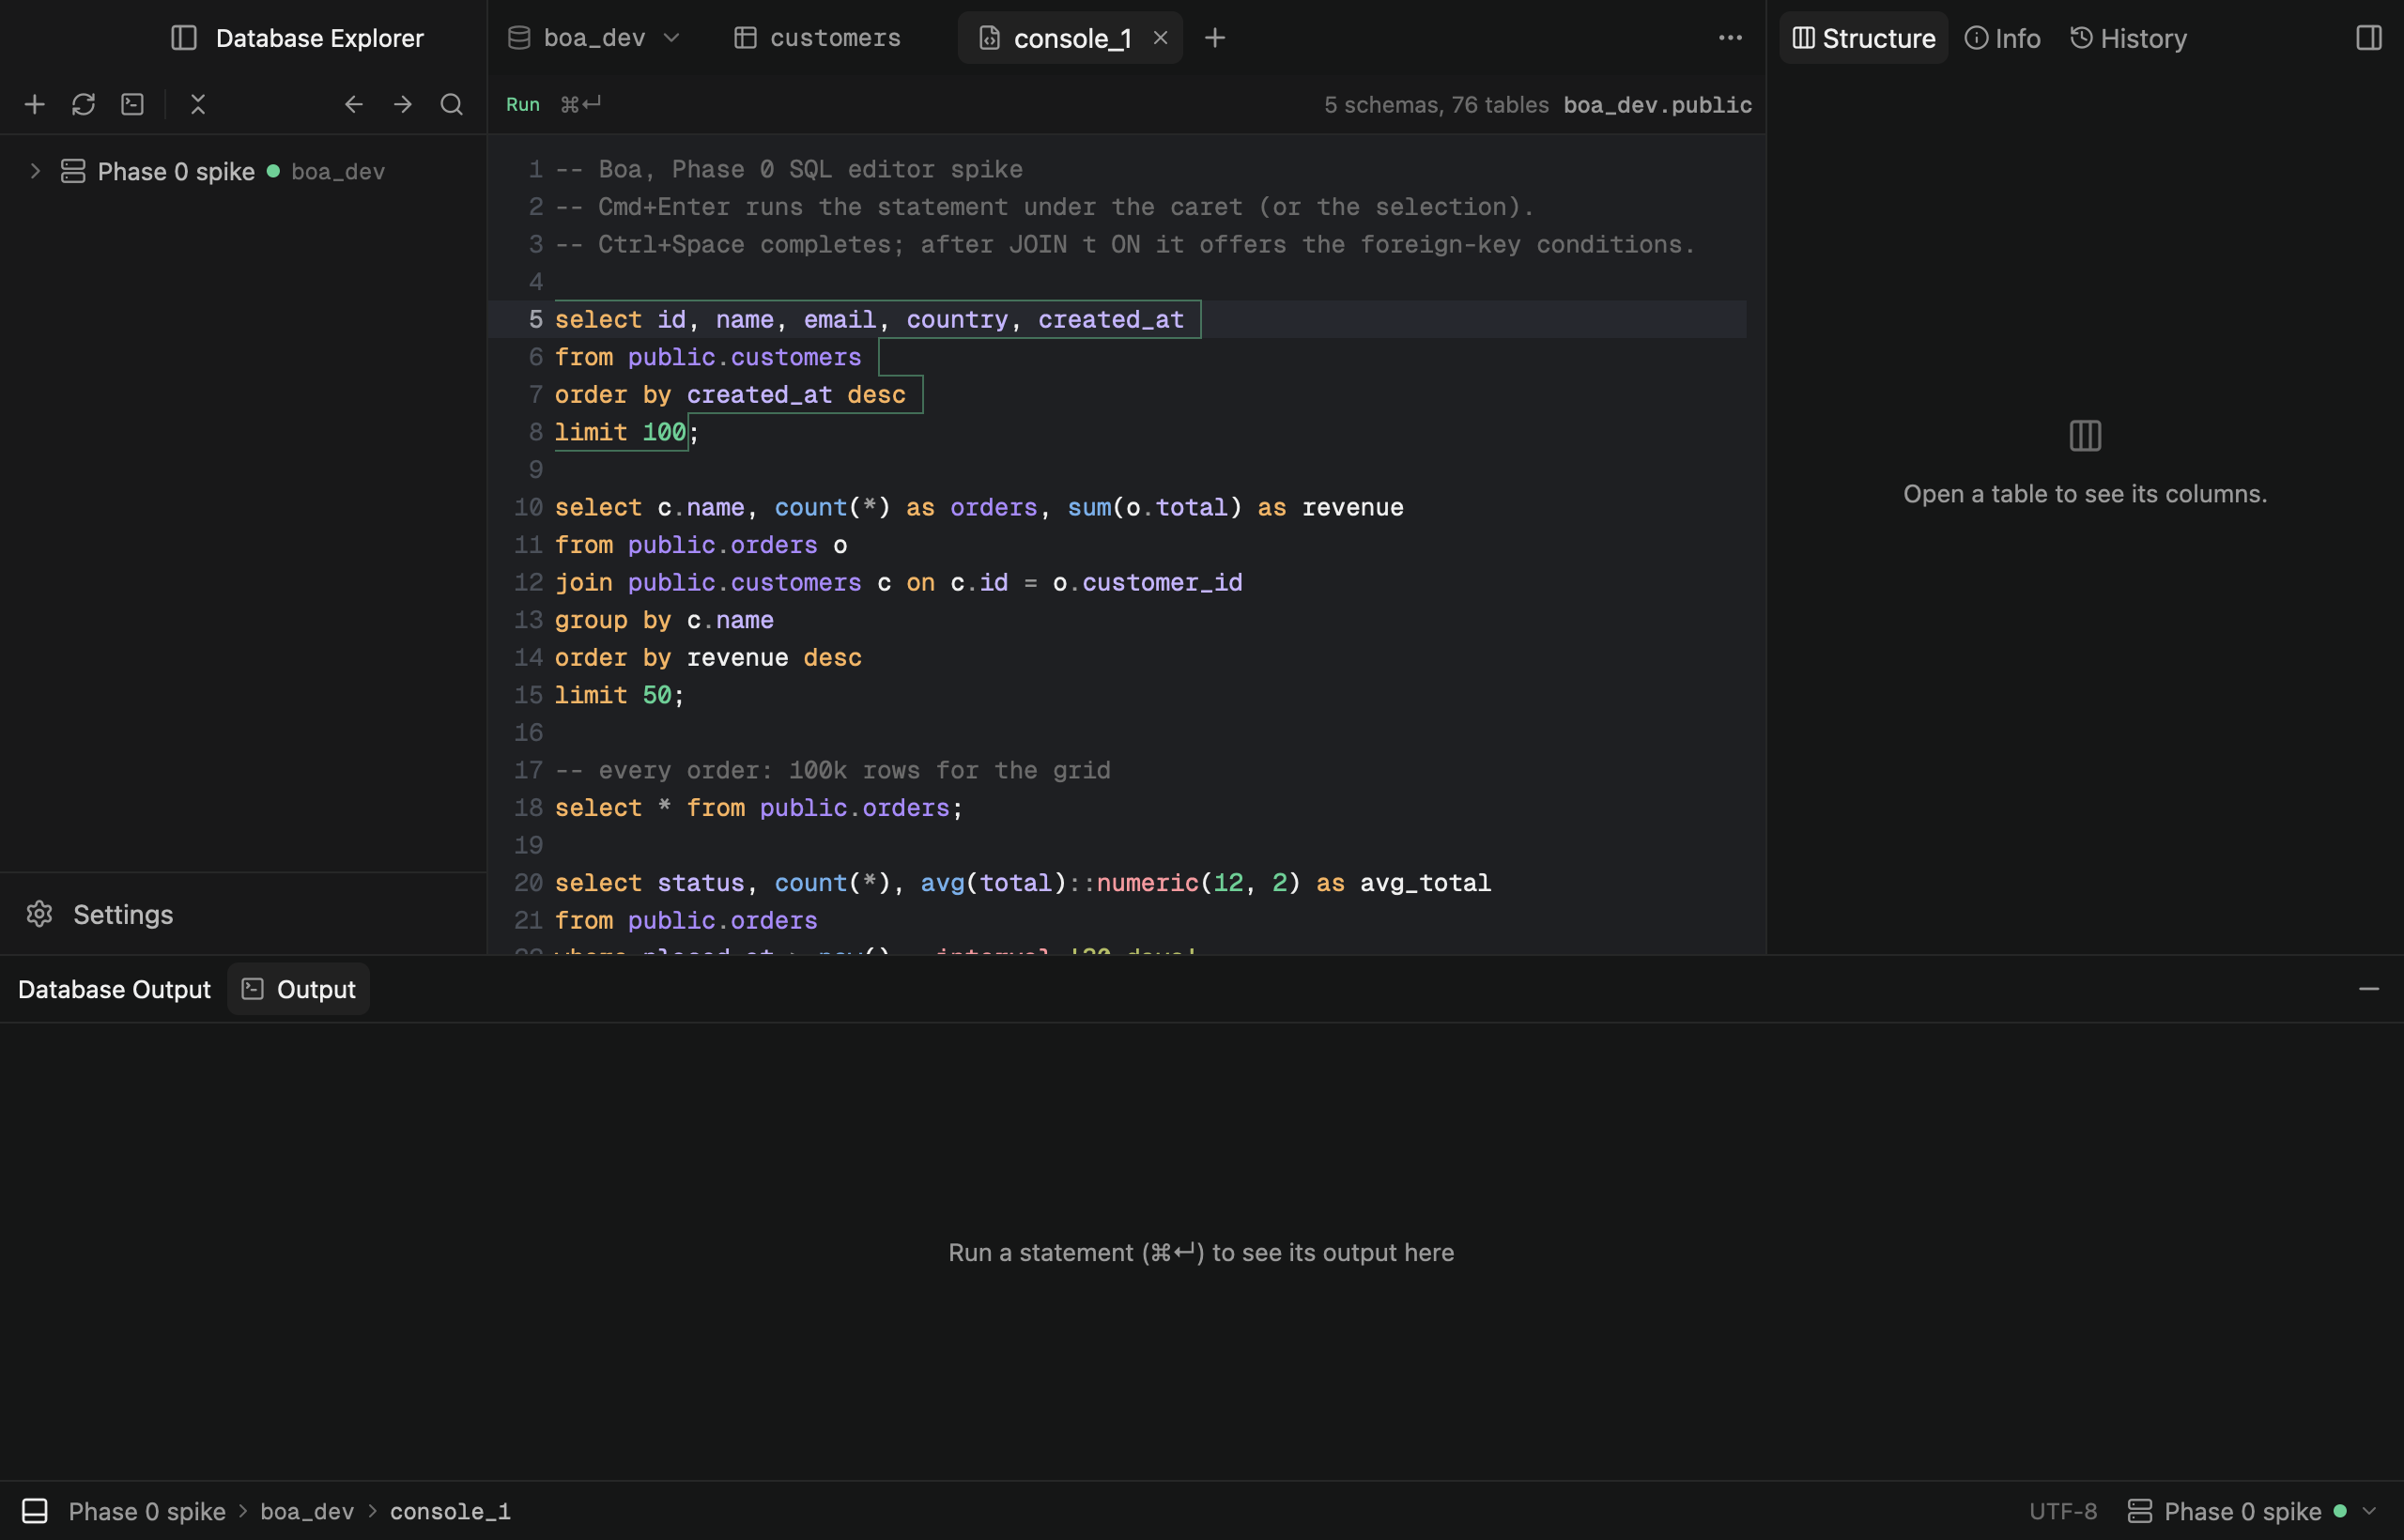 Database Explorer
boa_dev
customers
console_1
Structure
Info
History
Run ⌘↵
5 schemas, 76 tables boa_dev.public
Phase 0 spike boa_dev
1 -- Boa, Phase 0 SQL editor spike
2 -- Cmd+Enter runs the statement under the caret (or the selection).
3 -- Ctrl+Space completes; after JOIN t ON it offers the foreign-key conditions.
4
5 select id, name, email, country, created_at
6 from public.customers
7 order by created_at desc
8 limit 100;
9
10 select c.name, count(*) as orders, sum(o.total) as revenue
11 from public.orders o
12 join public.customers c on c.id = o.customer_id
13 group by c.name
14 order by revenue desc
15 limit 50;
16
17 -- every order: 100k rows for the grid
18 select * from public.orders;
19
20 select status, count(*), avg(total)::numeric(12, 2) as avg_total
21 from public.orders
Open a table to see its columns.
Settings
Database Output
Output
Run a statement (⌘↵) to see its output here
Phase 0 spike > boa_dev > console_1
UTF-8
Phase 0 spike